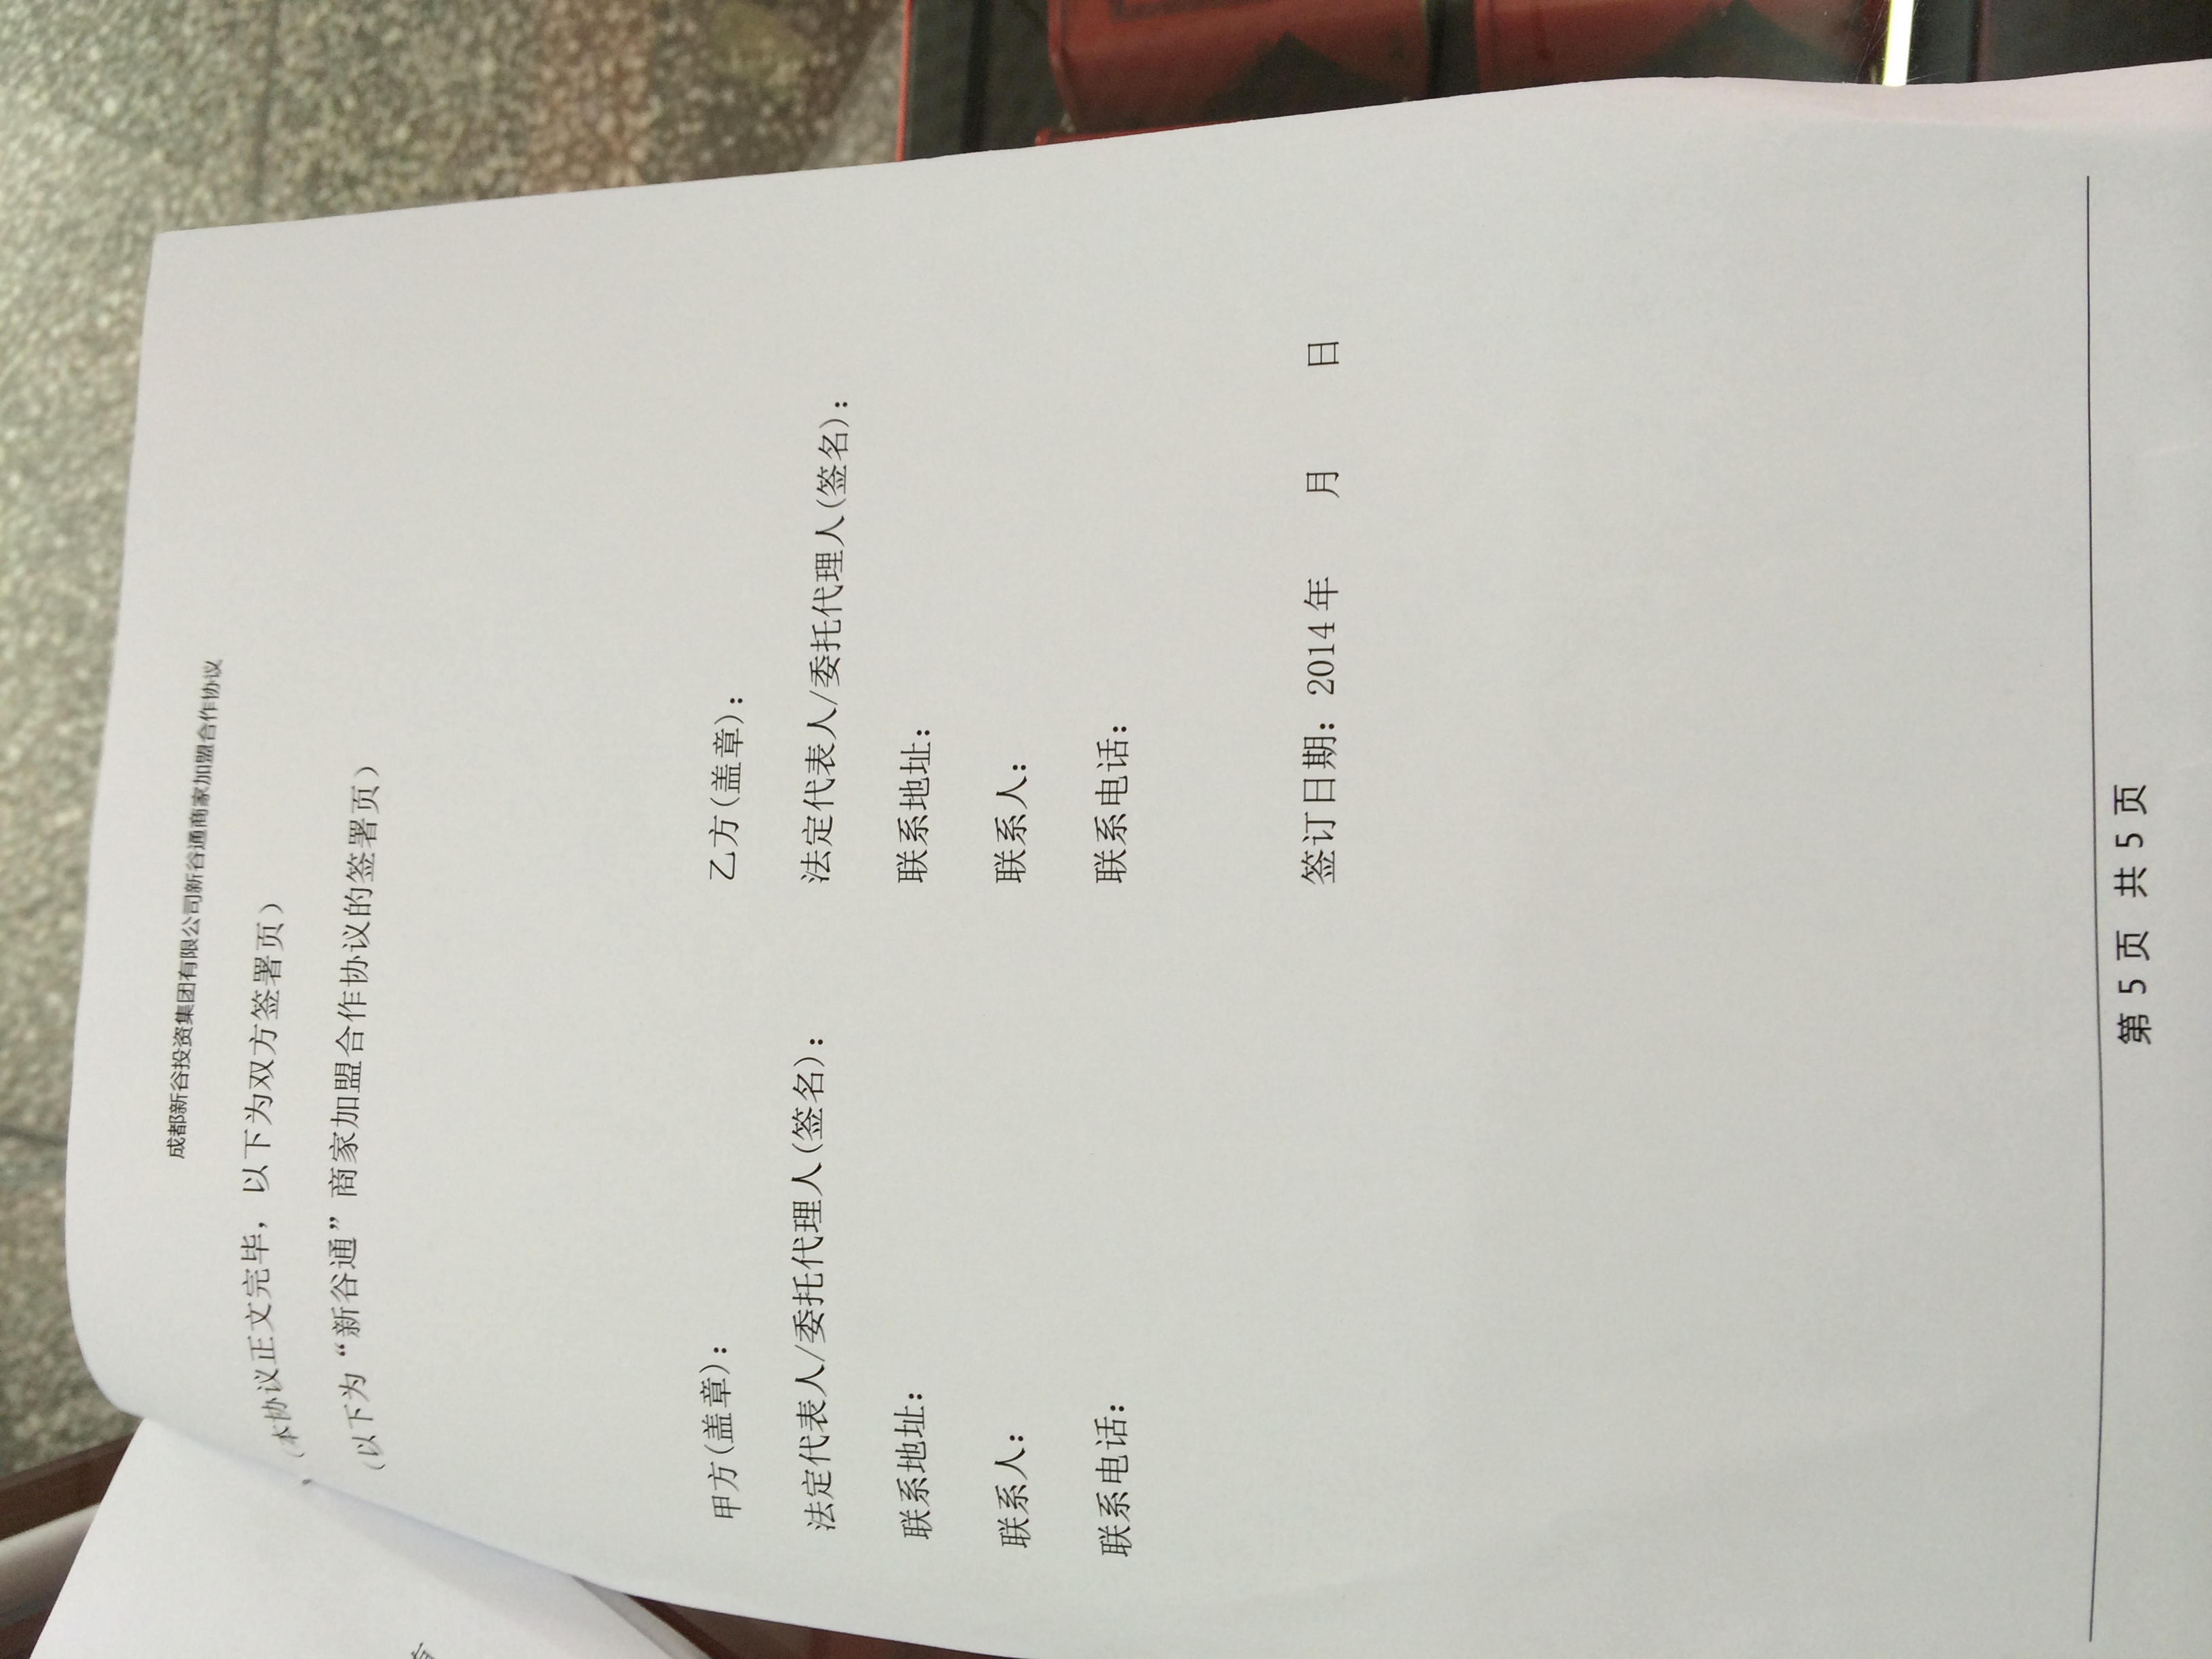 成都新谷投资集团有限公司新谷通商家加盟合作协议
（本协议正文完毕，以下为双方签署页）
（以下为“新谷通”商家加盟合作协议的签署页）
甲方(盖章)： 乙方(盖章)：
法定代表人/委托代理人(签名)： 法定代表人/委托代理人(签名)：
联系地址： 联系地址：
联系人： 联系人：
联系电话： 联系电话：
签订日期：2014年 月 日
第 5 页 共 5 页